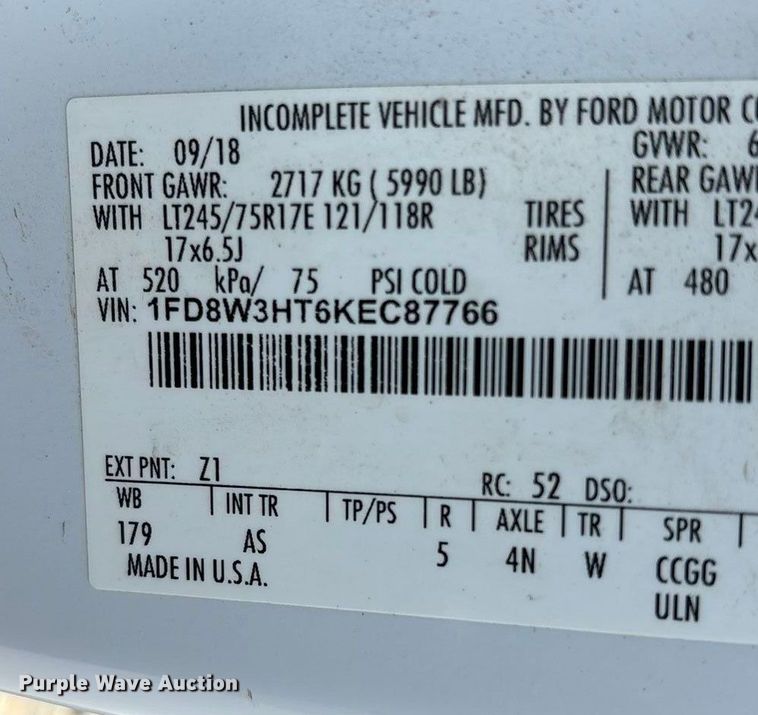 INCOMPLETE VEHICLE MFD. BY FORD MOTOR
DATE: 09/18 GVWR:
FRONT GAWR: 2717 KG ( 5990 LB) REAR
WITH LT245/75R17E 121/118R TIRES WITH
17x6.5J RIMS
AT 520 kPa/ 75 PSI COLD AT 480
VIN: 1FD8W3HT6KEC87766
EXT PNT: Z1 RC: 52 DSO:
WB INT TR TP/PS R AXLE TR SPR
179 AS 5 4N W CCGG
MADE IN U.S.A. ULN
Purple Wave Auction